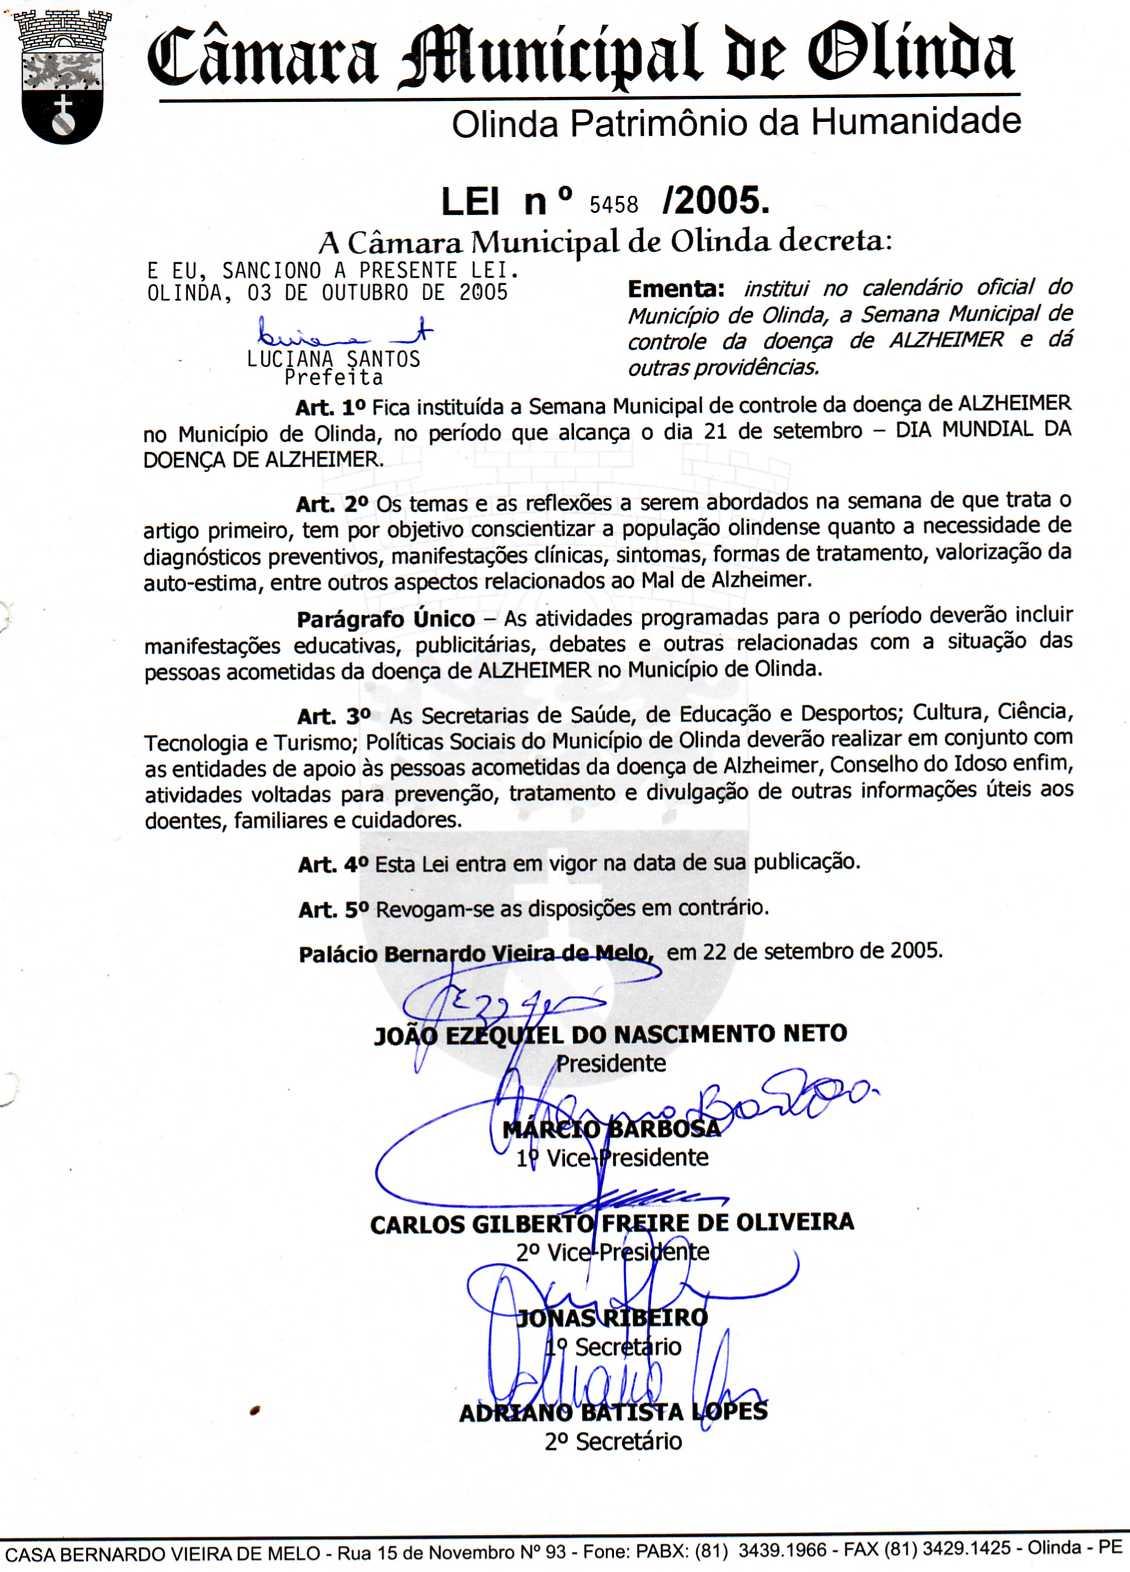 Câmara Municipal de Olinda
Olinda Patrimônio da Humanidade
LEI nº 5458 /2005.
A Câmara Municipal de Olinda decreta:
E EU, SANCIONO A PRESENTE LEI.
OLINDA, 03 DE OUTUBRO DE 2005
LUCIANA SANTOS
Prefeita
Ementa: institui no calendário oficial do
Município de Olinda, a Semana Municipal de
controle da doença de ALZHEIMER e dá
outras providências.
Art. 1º Fica instituída a Semana Municipal de controle da doença de ALZHEIMER
no Município de Olinda, no período que alcança o dia 21 de setembro – DIA MUNDIAL DA
DOENÇA DE ALZHEIMER.
Art. 2º Os temas e as reflexões a serem abordados na semana de que trata o
artigo primeiro, tem por objetivo conscientizar a população olindense quanto a necessidade de
diagnósticos preventivos, manifestações clínicas, sintomas, formas de tratamento, valorização da
auto-estima, entre outros aspectos relacionados ao Mal de Alzheimer.
Parágrafo Único – As atividades programadas para o período deverão incluir
manifestações educativas, publicitárias, debates e outras relacionadas com a situação das
pessoas acometidas da doença de ALZHEIMER no Município de Olinda.
Art. 3º As Secretarias de Saúde, de Educação e Desportos; Cultura, Ciência,
Tecnologia e Turismo; Políticas Sociais do Município de Olinda deverão realizar em conjunto com
as entidades de apoio às pessoas acometidas da doença de Alzheimer, Conselho do Idoso enfim,
atividades voltadas para prevenção, tratamento e divulgação de outras informações úteis aos
doentes, familiares e cuidadores.
Art. 4º Esta Lei entra em vigor na data de sua publicação.
Art. 5º Revogam-se as disposições em contrário.
Palácio Bernardo Vieira de Melo, em 22 de setembro de 2005.
JOÃO EZEQUIEL DO NASCIMENTO NETO
Presidente
MÁRCIO BARBOSA
1º Vice-Presidente
CARLOS GILBERTO FREIRE DE OLIVEIRA
2º Vice-Presidente
JONAS RIBEIRO
1º Secretário
ADRIANO BATISTA LOPES
2º Secretário
CASA BERNARDO VIEIRA DE MELO - Rua 15 de Novembro Nº 93 - Fone: PABX: (81) 3439.1966 - FAX (81) 3429.1425 - Olinda - PE